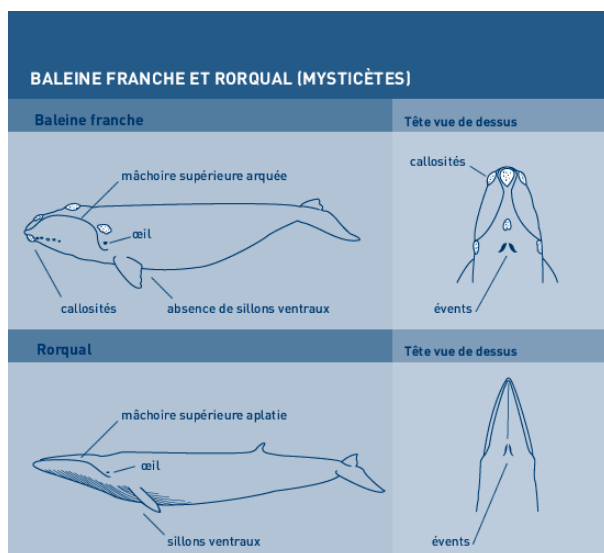 BALEINE FRANCHE ET RORQUAL (MYSTICÈTES)
Baleine franche
Tête vue de dessus
callosités
mâchoire supérieure arquée
œil
callosités
absence de sillons ventraux
évents
Rorqual
Tête vue de dessus
mâchoire supérieure aplatie
œil
sillons ventraux
évents